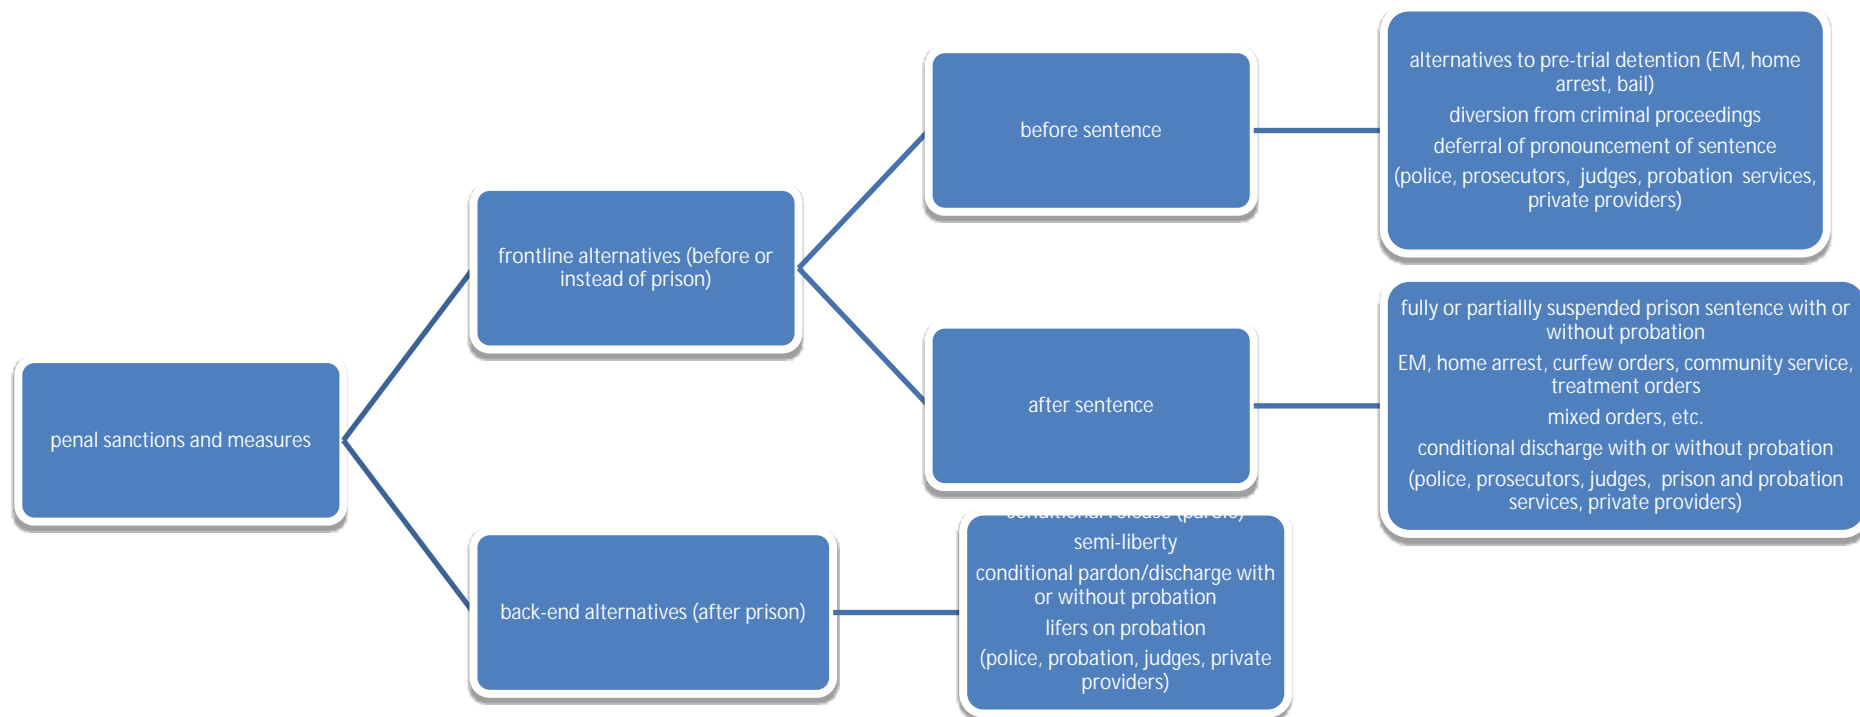 penal sanctions and measures
frontline alternatives (before or
instead of prison)
before sentence
alternatives to pre-trial detention (EM, home
arrest, bail)
diversion from criminal proceedings
deferral of pronouncement of sentence
(police, prosecutors, judges, probation services,
private providers)
after sentence
fully or partiallly suspended prison sentence with or
without probation
EM, home arrest, curfew orders, community service,
treatment orders
mixed orders, etc.
conditional discharge with or without probation
(police, prosecutors, judges, prison and probation
services, private providers)
back-end alternatives (after prison)
conditional release (parole)
semi-liberty
conditional pardon/discharge with
or without probation
lifers on probation
(police, probation, judges, private
providers)